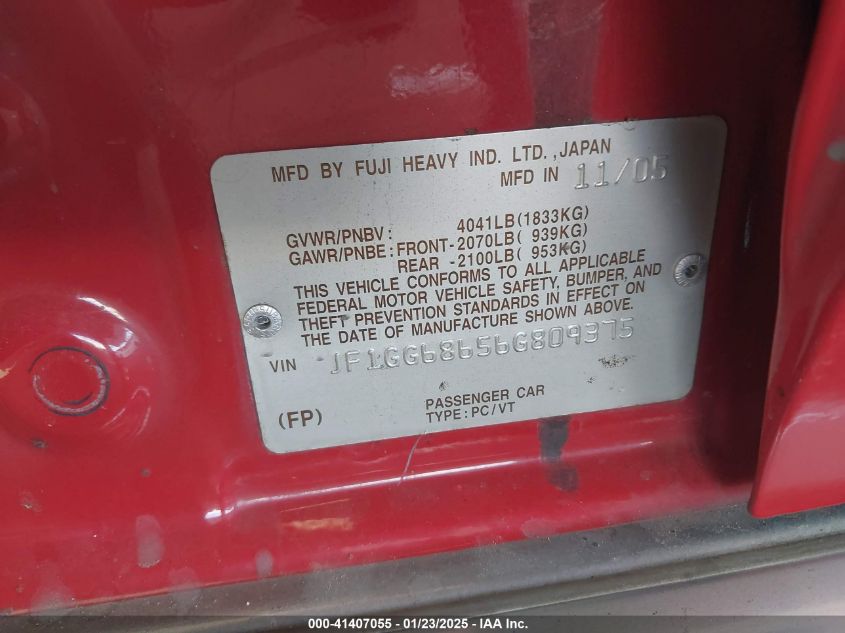 MFD BY FUJI HEAVY IND. LTD. ,JAPAN
MFD IN 11/05
GVWR/PNBV : 4041LB(1833KG)
GAWR/PNBE : FRONT-2070LB( 939KG)
REAR -2100LB( 953KG)
THIS VEHICLE CONFORMS TO ALL APPLICABLE
FEDERAL MOTOR VEHICLE SAFETY, BUMPER, AND
THEFT PREVENTION STANDARDS IN EFFECT ON
THE DATE OF MANUFACTURE SHOWN ABOVE.
VIN JF1GG68656G809375
(FP)
PASSENGER CAR
TYPE : PC/VT
000-41407055 - 01/23/2025 - IAA Inc.